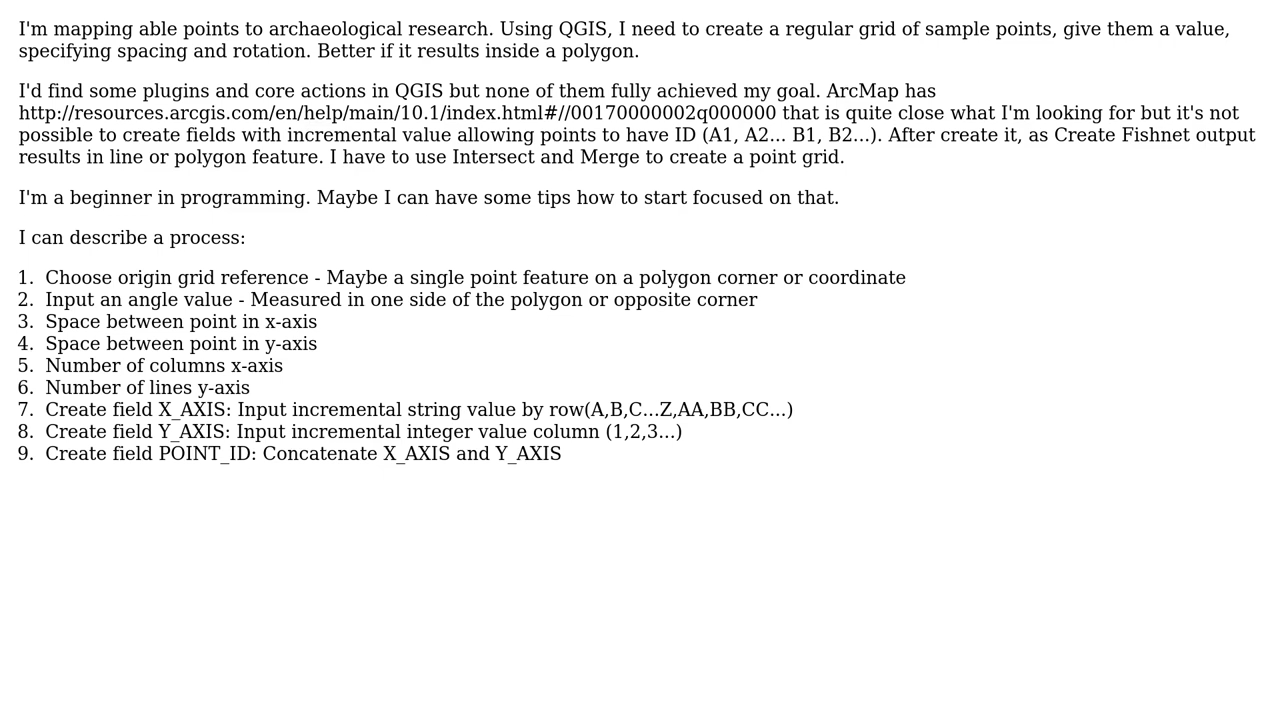 I'm mapping able points to archaeological research. Using QGIS, I need to create a regular grid of sample points, give them a value,
specifying spacing and rotation. Better if it results inside a polygon.
I'd find some plugins and core actions in QGIS but none of them fully achieved my goal. ArcMap has
http://resources.arcgis.com/en/help/main/10.1/index.html#//00170000002q000000 that is quite close what I'm looking for but it's not
possible to create fields with incremental value allowing points to have ID (A1, A2... B1, B2...). After create it, as Create Fishnet output
results in line or polygon feature. I have to use Intersect and Merge to create a point grid.
I'm a beginner in programming. Maybe I can have some tips how to start focused on that.
I can describe a process:
1. Choose origin grid reference - Maybe a single point feature on a polygon corner or coordinate
2. Input an angle value - Measured in one side of the polygon or opposite corner
3. Space between point in x-axis
4. Space between point in y-axis
5. Number of columns x-axis
6. Number of lines y-axis
7. Create field X_AXIS: Input incremental string value by row(A,B,C...Z,AA,BB,CC...)
8. Create field Y_AXIS: Input incremental integer value column (1,2,3...)
9. Create field POINT_ID: Concatenate X_AXIS and Y_AXIS